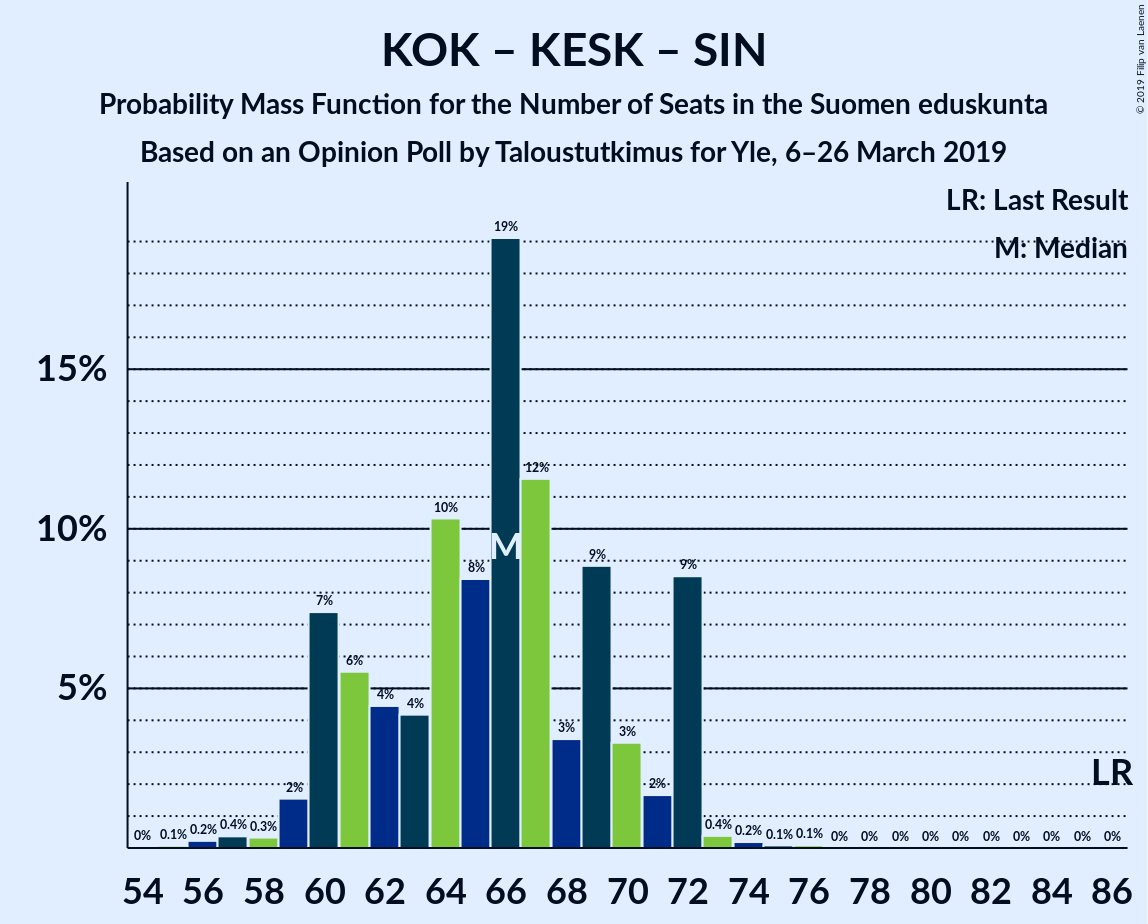 KOK – KESK – SIN
Probability Mass Function for the Number of Seats in the Suomen eduskunta
Based on an Opinion Poll by Taloustutkimus for Yle, 6–26 March 2019
© 2019 Filip van Laenen
LR: Last Result
M: Median
15%
10%
5%
0% 0.1% 0.2% 0.4% 0.3% 2% 7% 6% 4% 4% 10% 8% 19% 12% 3% 9% 3% 2% 9% 0.4% 0.2% 0.1% 0.1% 0% 0% 0% 0% 0% 0% 0% 0% 0% 0%
M
LR
54 56 58 60 62 64 66 68 70 72 74 76 78 80 82 84 86